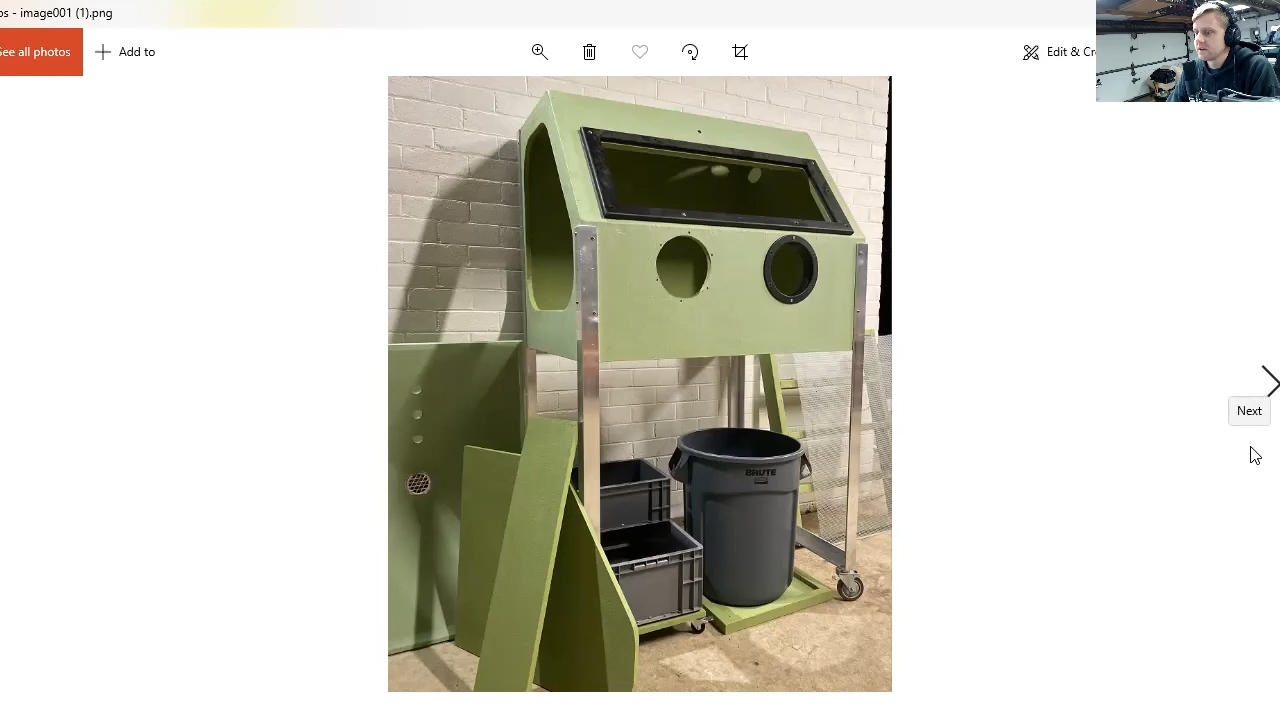 os - image001 (1).png
See all photos
Add to
Edit & Cr
BRUTE
Next